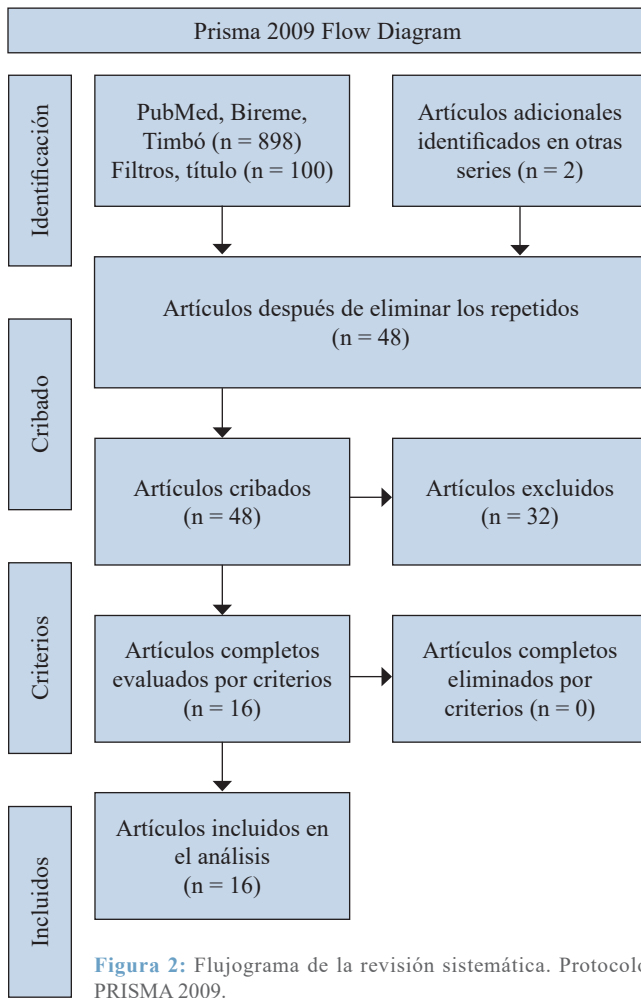 Prisma 2009 Flow Diagram
Identificación
PubMed, Bireme,
Timbó (n = 898)
Filtros, título (n = 100)
Artículos adicionales
identificados en otras
series (n = 2)
Artículos después de eliminar los repetidos
(n = 48)
Cribado
Artículos cribados
(n = 48)
Artículos excluidos
(n = 32)
Criterios
Artículos completos
evaluados por criterios
(n = 16)
Artículos completos
eliminados por
criterios (n = 0)
Incluidos
Artículos incluidos en
el análisis
(n = 16)
Figura 2: Flujograma de la revisión sistemática. Protocolo
PRISMA 2009.